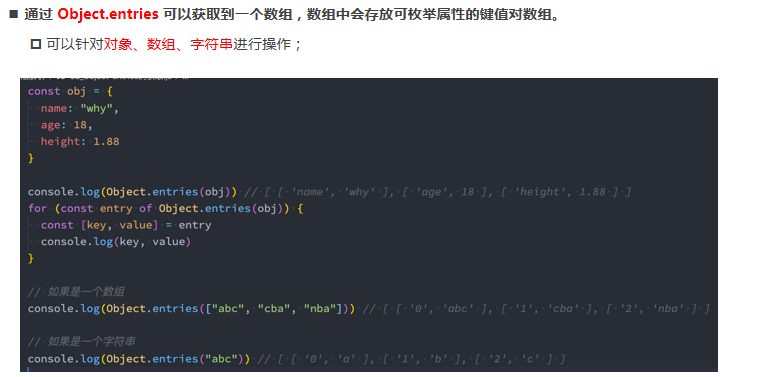 通过 Object.entries 可以获取到一个数组，数组中会存放可枚举属性的键值对数组。
可以针对对象、数组、字符串进行操作；
const obj = {
  name: "why",
  age: 18,
  height: 1.88
}
console.log(Object.entries(obj)) // [ [ 'name', 'why' ], [ 'age', 18 ], [ 'height', 1.88 ] ]
for (const entry of Object.entries(obj)) {
  const [key, value] = entry
  console.log(key, value)
}
// 如果是一个数组
console.log(Object.entries(["abc", "cba", "nba"])) // [ [ '0', 'abc' ], [ '1', 'cba' ], [ '2', 'nba' ] ]
// 如果是一个字符串
console.log(Object.entries("abc")) // [ [ '0', 'a' ], [ '1', 'b' ], [ '2', 'c' ] ]